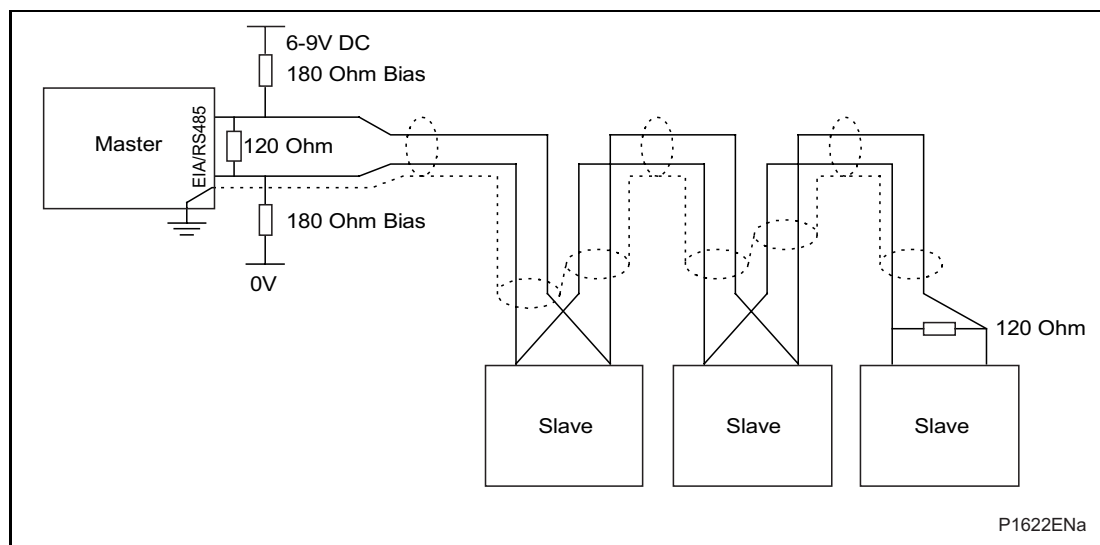 6-9V DC
180 Ohm Bias
Master
EIA/RS485
120 Ohm
180 Ohm Bias
0V
120 Ohm
Slave
Slave
Slave
P1622ENa